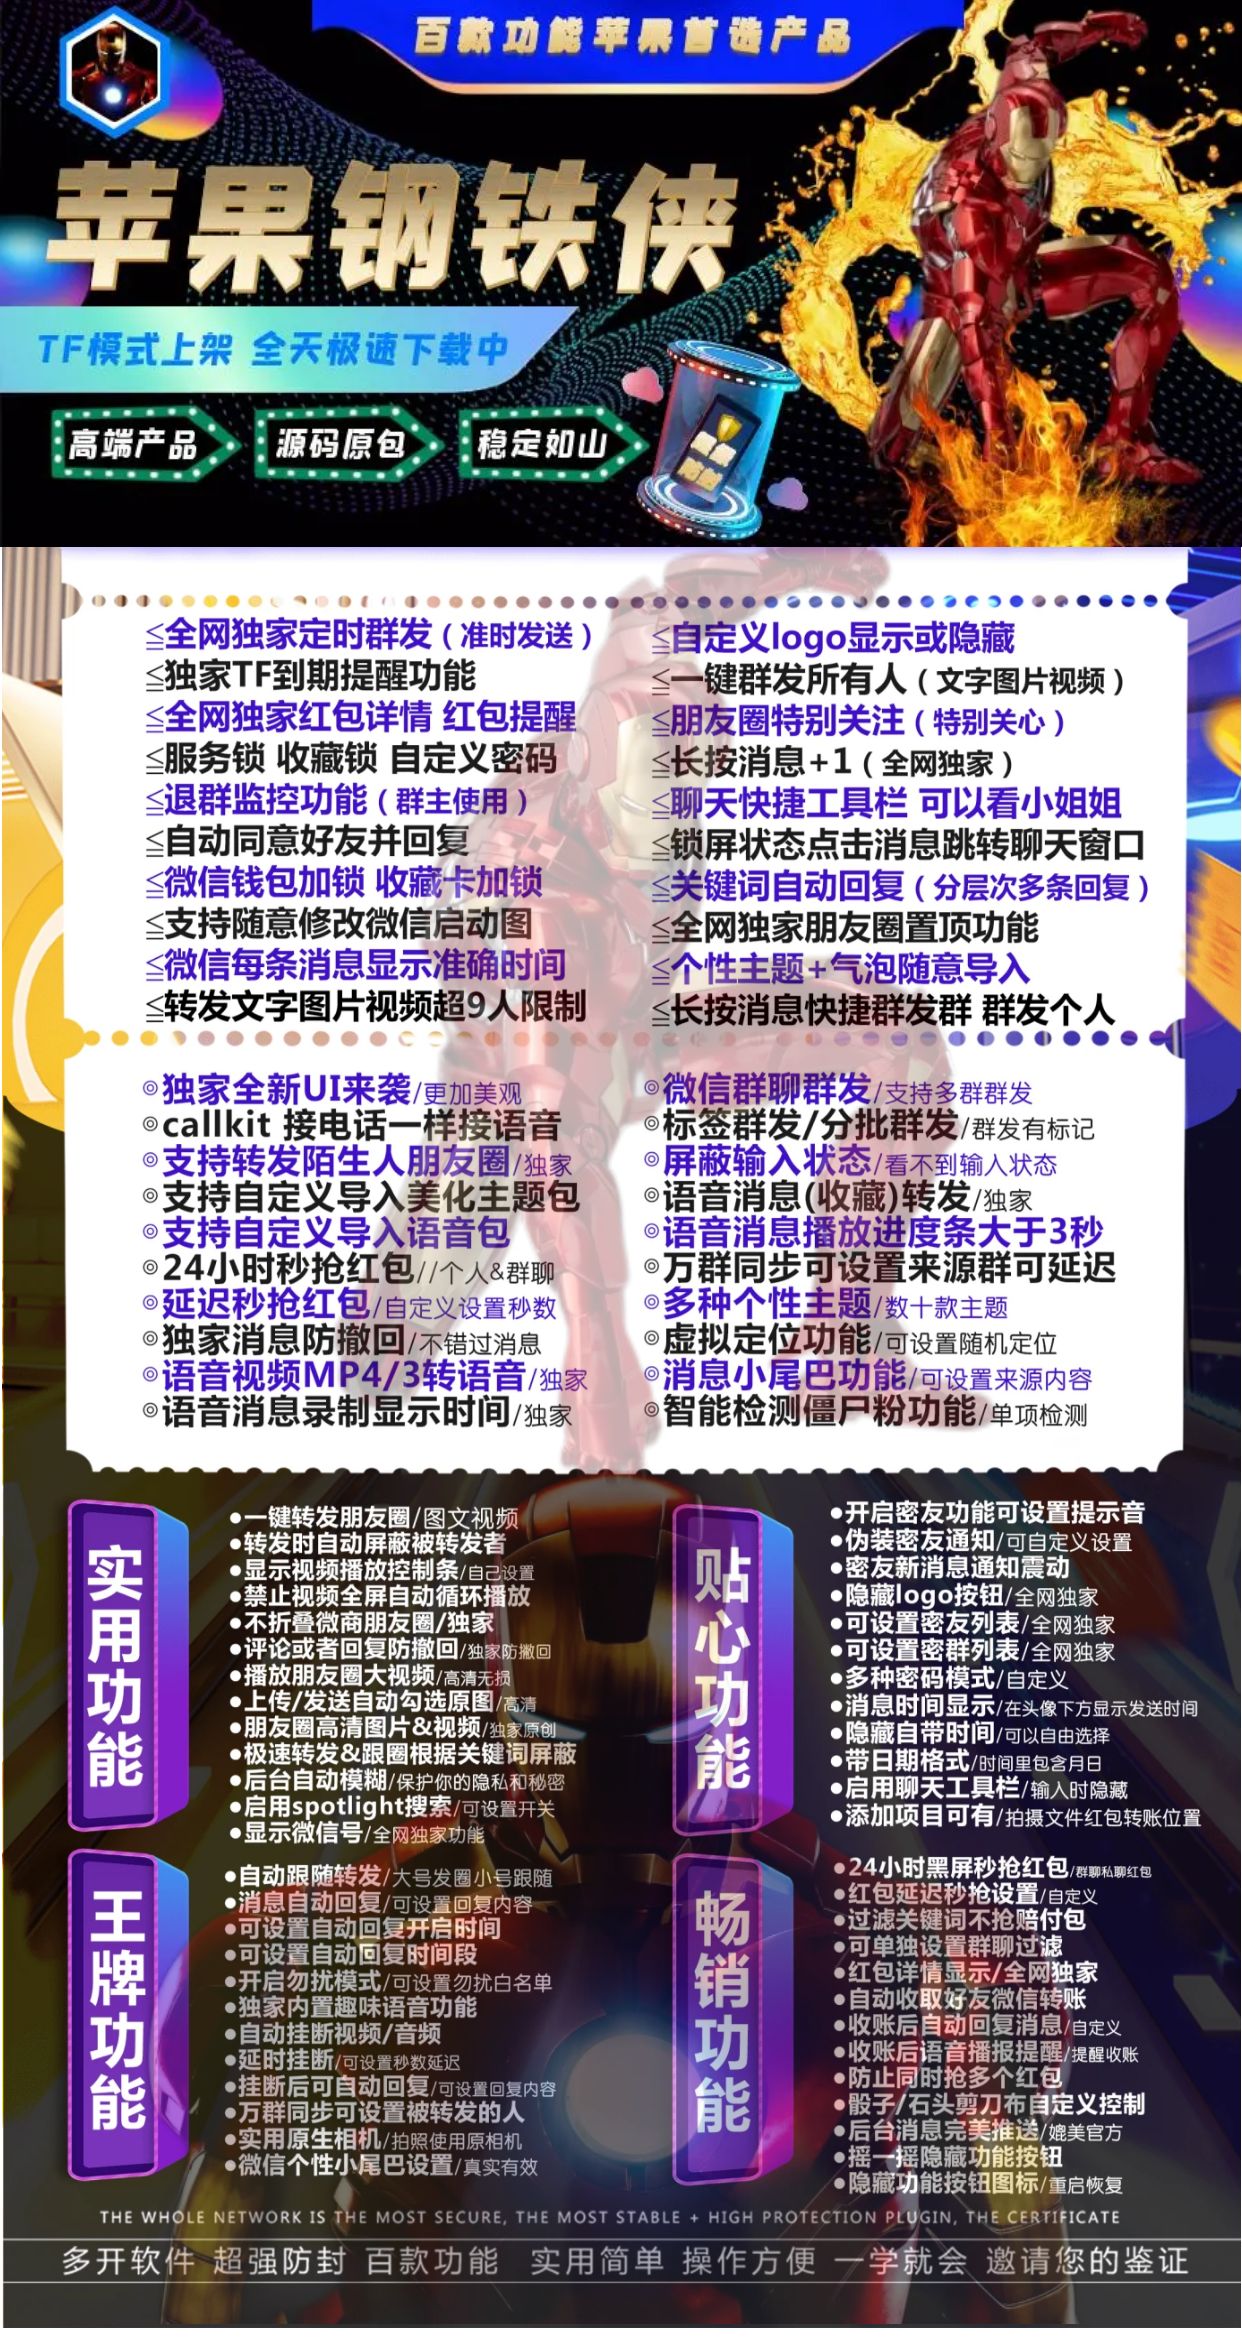 百款功能苹果首选产品
苹果钢铁侠
TF模式上架 全天极速下载中
高端产品
源码原包
稳定如山
≦全网独家定时群发（准时发送）
≦独家TF到期提醒功能
≦全网独家红包详情 红包提醒
≦服务锁 收藏锁 自定义密码
≦退群监控功能（群主使用）
≦自动同意好友并回复
≦微信钱包加锁 收藏卡加锁
≦支持随意修改微信启动图
≦微信每条消息显示准确时间
≦转发文字图片视频超9人限制
≦自定义logo显示或隐藏
≦一键群发所有人（文字图片视频）
≦朋友圈特别关注（特别关心）
≦长按消息+1（全网独家）
≦聊天快捷工具栏 可以看小姐姐
≦锁屏状态点击消息跳转聊天窗口
≦关键词自动回复（分层次多条回复）
≦全网独家朋友圈置顶功能
≦个性主题+气泡随意导入
≦长按消息快捷群发群 群发个人
◎独家全新UI来袭/更加美观
◎callkit 接电话一样接语音
◎支持转发陌生人朋友圈/独家
◎支持自定义导入美化主题包
◎支持自定义导入语音包
◎24小时秒抢红包//个人&群聊
◎延迟秒抢红包/自定义设置秒数
◎独家消息防撤回/不错过消息
◎语音视频MP4/3转语音/独家
◎语音消息录制显示时间/独家
◎微信群聊群发/支持多群群发
◎标签群发/分批群发/群发有标记
◎屏蔽输入状态/看不到输入状态
◎语音消息(收藏)转发/独家
◎语音消息播放进度条大于3秒
◎万群同步可设置来源群可延迟
◎多种个性主题/数十款主题
◎虚拟定位功能/可设置随机定位
◎消息小尾巴功能/可设置来源内容
◎智能检测僵尸粉功能/单项检测
实用功能
●一键转发朋友圈/图文视频
●转发时自动屏蔽被转发者
●显示视频播放控制条/自己设置
●禁止视频全屏自动循环播放
●不折叠微商朋友圈/独家
●评论或者回复防撤回/独家防撤回
●播放朋友圈大视频/高清无损
●上传/发送自动勾选原图/高清
●朋友圈高清图片&视频/独家原创
●极速转发&跟圈根据关键词屏蔽
●后台自动模糊/保护你的隐私和秘密
●启用spotlight搜索/可设置开关
●显示微信号/全网独家功能
贴心功能
●开启密友功能可设置提示音
●伪装密友通知/可自定义设置
●密友新消息通知震动
●隐藏logo按钮/全网独家
●可设置密友列表/全网独家
●可设置密群列表/全网独家
●多种密码模式/自定义
●消息时间显示/在头像下方显示发送时间
●隐藏自带时间/可以自由选择
●带日期格式/时间里包含月日
●启用聊天工具栏/输入时隐藏
●添加项目可有/拍摄文件红包转账位置
王牌功能
●自动跟随转发/大号发圈小号跟随
●消息自动回复/可设置回复内容
●可设置自动回复开启时间
●可设置自动回复时间段
●开启勿扰模式/可设置勿扰白名单
●独家内置趣味语音功能
●自动挂断视频/音频
●延时挂断/可设置秒数延迟
●挂断后可自动回复/可设置回复内容
●万群同步可设置被转发的人
●实用原生相机/拍照使用原相机
●微信个性小尾巴设置/真实有效
畅销功能
●24小时黑屏秒抢红包/群聊私聊红包
●红包延迟秒抢设置/自定义
●过滤关键词不抢赔付包
●可单独设置群聊过滤
●红包详情显示/全网独家
●自动收取好友微信转账
●收账后自动回复消息/自定义
●收账后语音播报提醒/提醒收账
●防止同时抢多个红包
●骰子/石头剪刀布自定义控制
●后台消息完美推送/媲美官方
●摇一摇隐藏功能按钮
●隐藏功能按钮图标/重启恢复
THE WHOLE NETWORK IS THE MOST SECURE, THE MOST STABLE + HIGH PROTECTION PLUGIN, THE CERTIFICATE
多开软件 超强防封 百款功能 实用简单 操作方便 一学就会 邀请您的鉴证